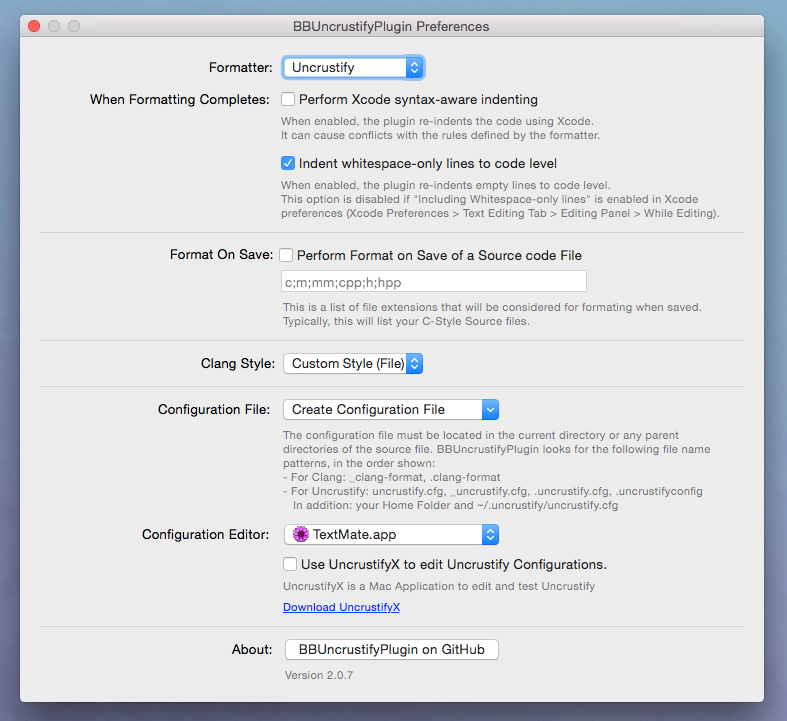 BBUncrustifyPlugin Preferences
Formatter: Uncrustify
When Formatting Completes: Perform Xcode syntax-aware indenting
When enabled, the plugin re-indents the code using Xcode.
It can cause conflicts with the rules defined by the formatter.
Indent whitespace-only lines to code level
When enabled, the plugin re-indents empty lines to code level.
This option is disabled if "Including Whitespace-only lines" is enabled in Xcode
preferences (Xcode Preferences > Text Editing Tab > Editing Panel > While Editing).
Format On Save: Perform Format on Save of a Source code File
c;m;mm;cpp;h;hpp
This is a list of file extensions that will be considered for formating when saved.
Typically, this will list your C-Style Source files.
Clang Style: Custom Style (File)
Configuration File: Create Configuration File
The configuration file must be located in the current directory or any parent
directories of the source file. BBUncrustifyPlugin looks for the following file name
patterns, in the order shown:
- For Clang: _clang-format, .clang-format
- For Uncrustify: uncrustify.cfg, _uncrustify.cfg, .uncrustify.cfg, .uncrustifyconfig
In addition: your Home Folder and ~/.uncrustify/uncrustify.cfg
Configuration Editor: TextMate.app
Use UncrustifyX to edit Uncrustify Configurations.
UncrustifyX is a Mac Application to edit and test Uncrustify
Download UncrustifyX
About: BBUncrustifyPlugin on GitHub
Version 2.0.7